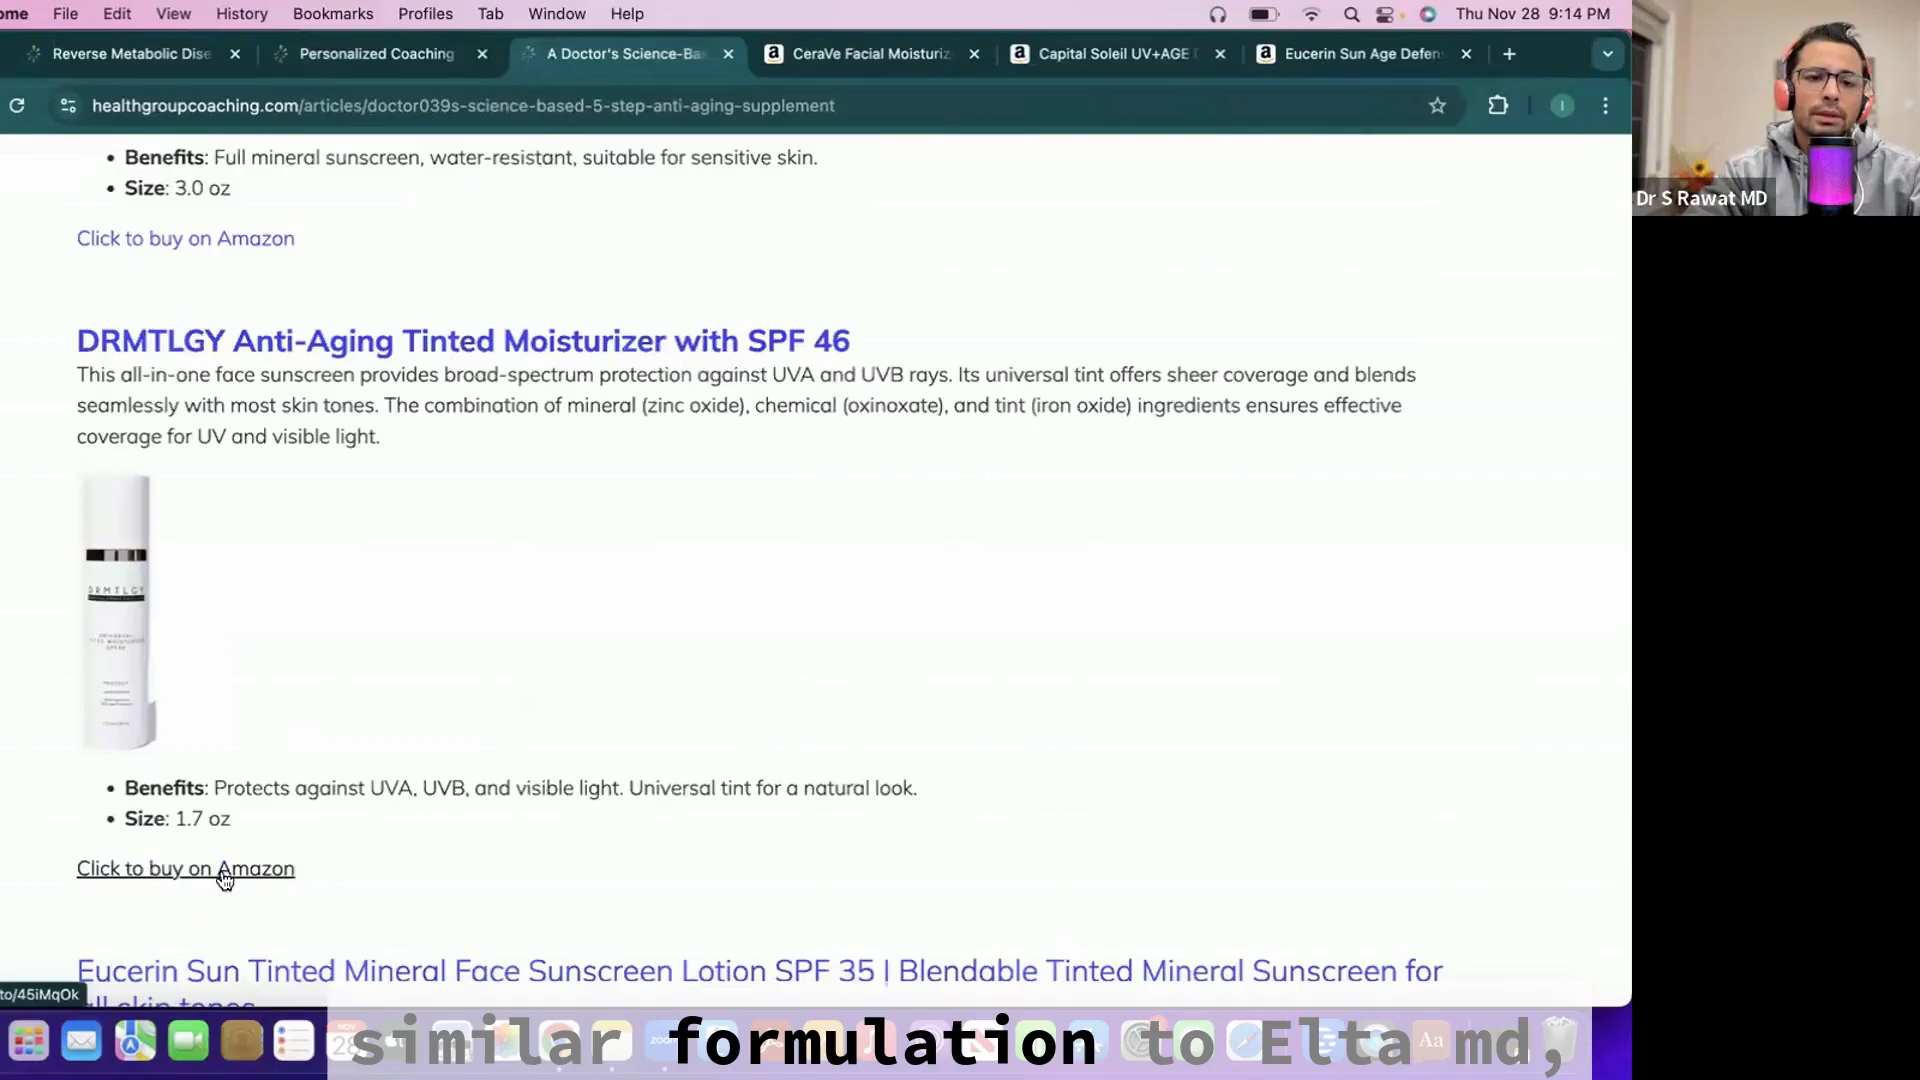 ome File Edit View History Bookmarks Profiles Tab Window Help Thu Nov 28 9:14 PM
Reverse Metabolic Dise Personalized Coaching A Doctor's Science-Ba CeraVe Facial Moisturiz Capital Soleil UV+AGE Eucerin Sun Age Defen
healthgroupcoaching.com/articles/doctor039s-science-based-5-step-anti-aging-supplement
Dr S Rawat MD
• Benefits: Full mineral sunscreen, water-resistant, suitable for sensitive skin.
• Size: 3.0 oz
Click to buy on Amazon
DRMTLGY Anti-Aging Tinted Moisturizer with SPF 46
This all-in-one face sunscreen provides broad-spectrum protection against UVA and UVB rays. Its universal tint offers sheer coverage and blends
seamlessly with most skin tones. The combination of mineral (zinc oxide), chemical (oxinoxate), and tint (iron oxide) ingredients ensures effective
coverage for UV and visible light.
DRMTLGY
• Benefits: Protects against UVA, UVB, and visible light. Universal tint for a natural look.
• Size: 1.7 oz
Click to buy on Amazon
Eucerin Sun Tinted Mineral Face Sunscreen Lotion SPF 35 | Blendable Tinted Mineral Sunscreen for
all skin tones
to/45iMqOk
similar formulation to Elta md,